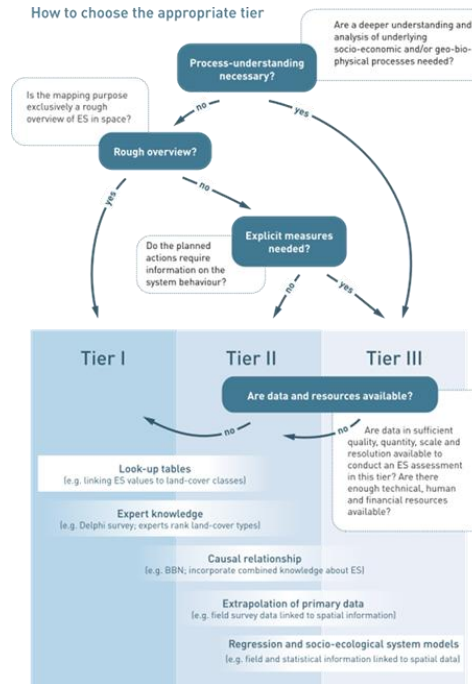 How to choose the appropriate tier
Are a deeper understanding and
analysis of underlying
socio-economic and/or geo-bio-
physical processes needed?
Process-understanding
necessary?
Is the mapping purpose
exclusively a rough
overview of ES in space?
no
yes
Rough overview?
yes
no
Explicit measures
needed?
Do the planned
actions require
information on the
system behaviour?
no
yes
Tier I
Tier II
Tier III
Are data and resources available?
no
no
Are data in sufficient
quality, quantity, scale and
resolution available to
conduct an ES assessment
in this tier? Are there
enough technical, human
and financial resources
available?
Look-up tables
(e.g. linking ES values to land-cover classes)
Expert knowledge
(e.g. Delphi survey; experts rank land-cover types)
Causal relationship
(e.g. BBN; incorporate combined knowledge about ES)
Extrapolation of primary data
(e.g. field survey data linked to spatial information)
Regression and socio-ecological system models
(e.g. field and statistical information linked to spatial data)